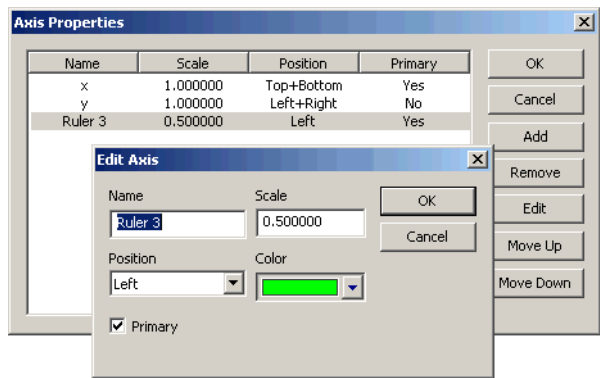 Axis Properties
Name Scale Position Primary
x 1.000000 Top+Bottom Yes
y 1.000000 Left+Right No
Ruler 3 0.500000 Left Yes
OK
Cancel
Add
Remove
Edit
Move Up
Move Down
Edit Axis
Name Scale
Ruler 3 0.500000
Position Color
Left
Primary
OK
Cancel